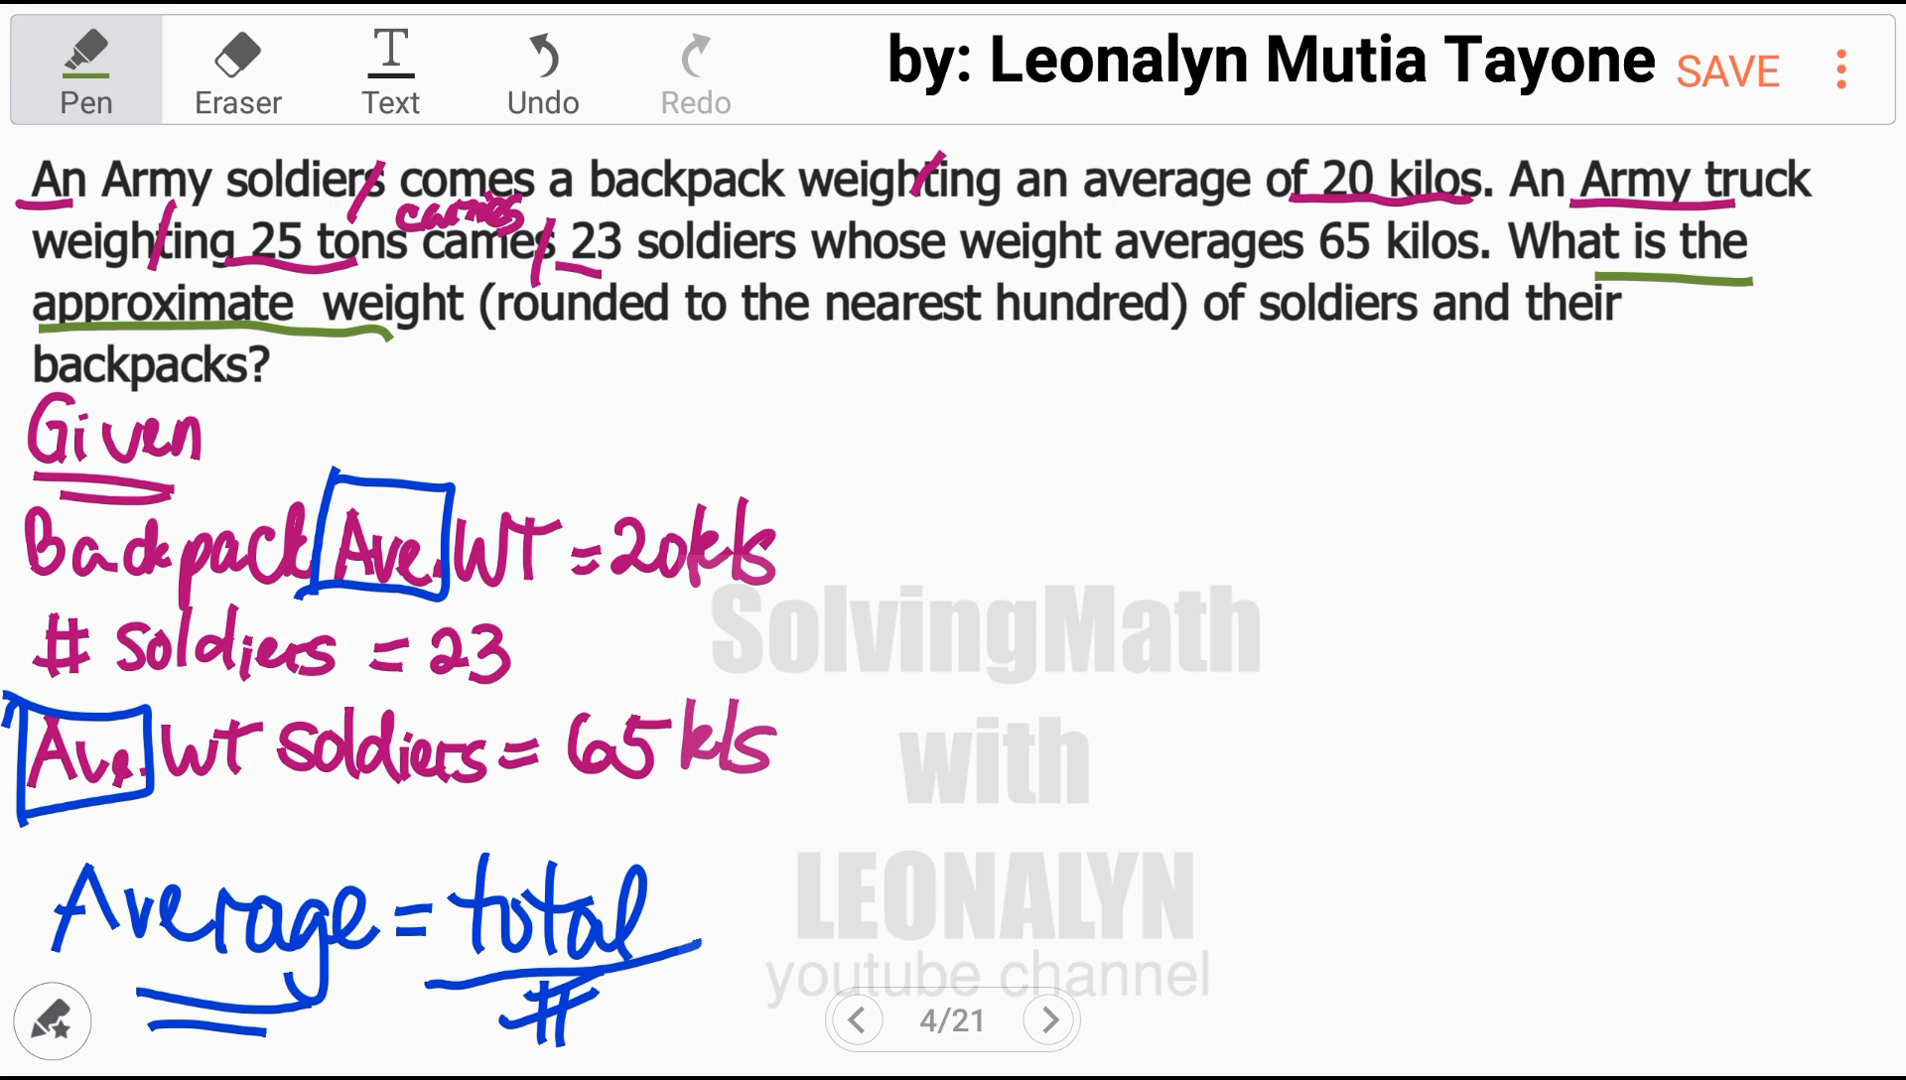 Pen Eraser Text Undo Redo by: Leonalyn Mutia Tayone SAVE
An Army soldiers comes a backpack weighting an average of 20 kilos. An Army truck
carries
weighting 25 tons cames 23 soldiers whose weight averages 65 kilos. What is the
approximate weight (rounded to the nearest hundred) of soldiers and their
backpacks?
Given
Backpack Ave. WT = 20kls
# soldiers = 23
Ave. WT soldiers = 65 kls
Average = total
#
SolvingMath
with
LEONALYN
youtube channel
4/21